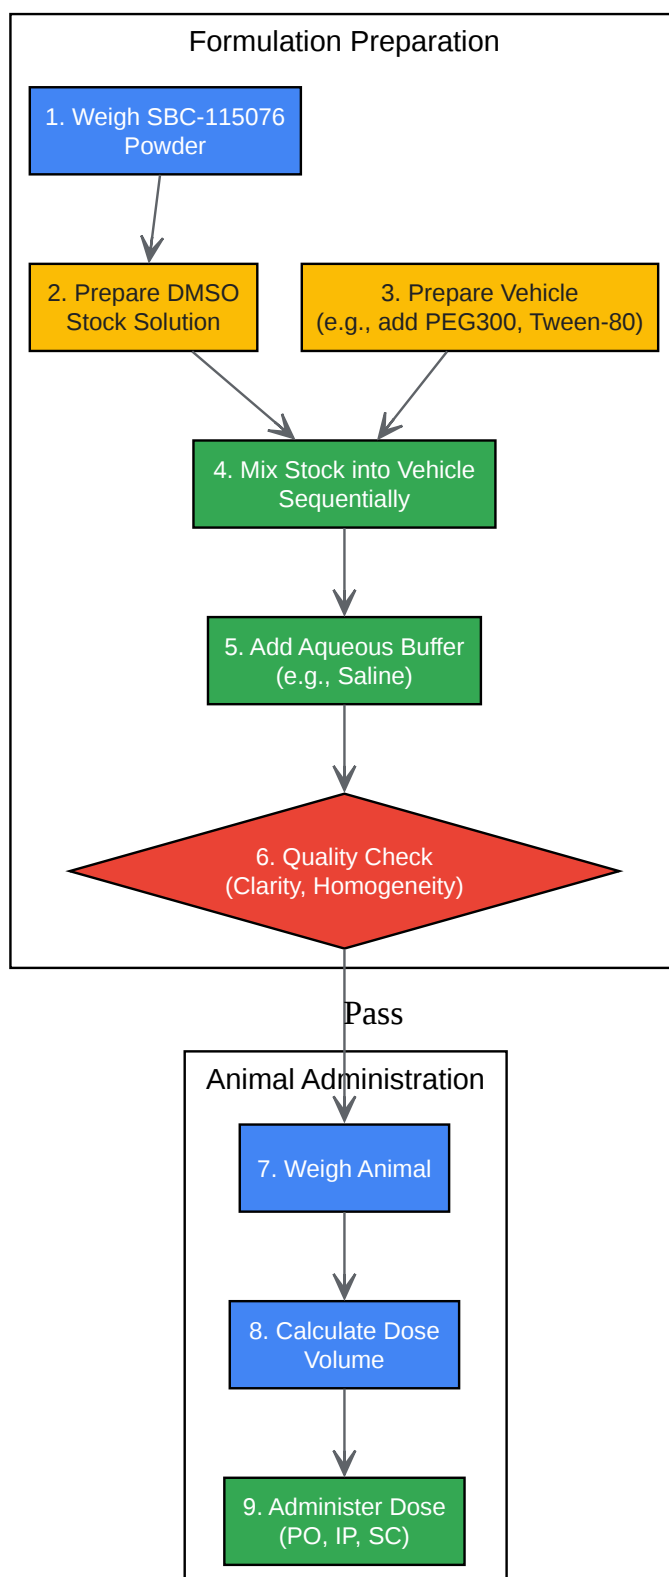 Formulation Preparation
1. Weigh SBC-115076
Powder
2. Prepare DMSO
Stock Solution
3. Prepare Vehicle
(e.g., add PEG300, Tween-80)
4. Mix Stock into Vehicle
Sequentially
5. Add Aqueous Buffer
(e.g., Saline)
6. Quality Check
(Clarity, Homogeneity)
Pass
Animal Administration
7. Weigh Animal
8. Calculate Dose
Volume
9. Administer Dose
(PO, IP, SC)